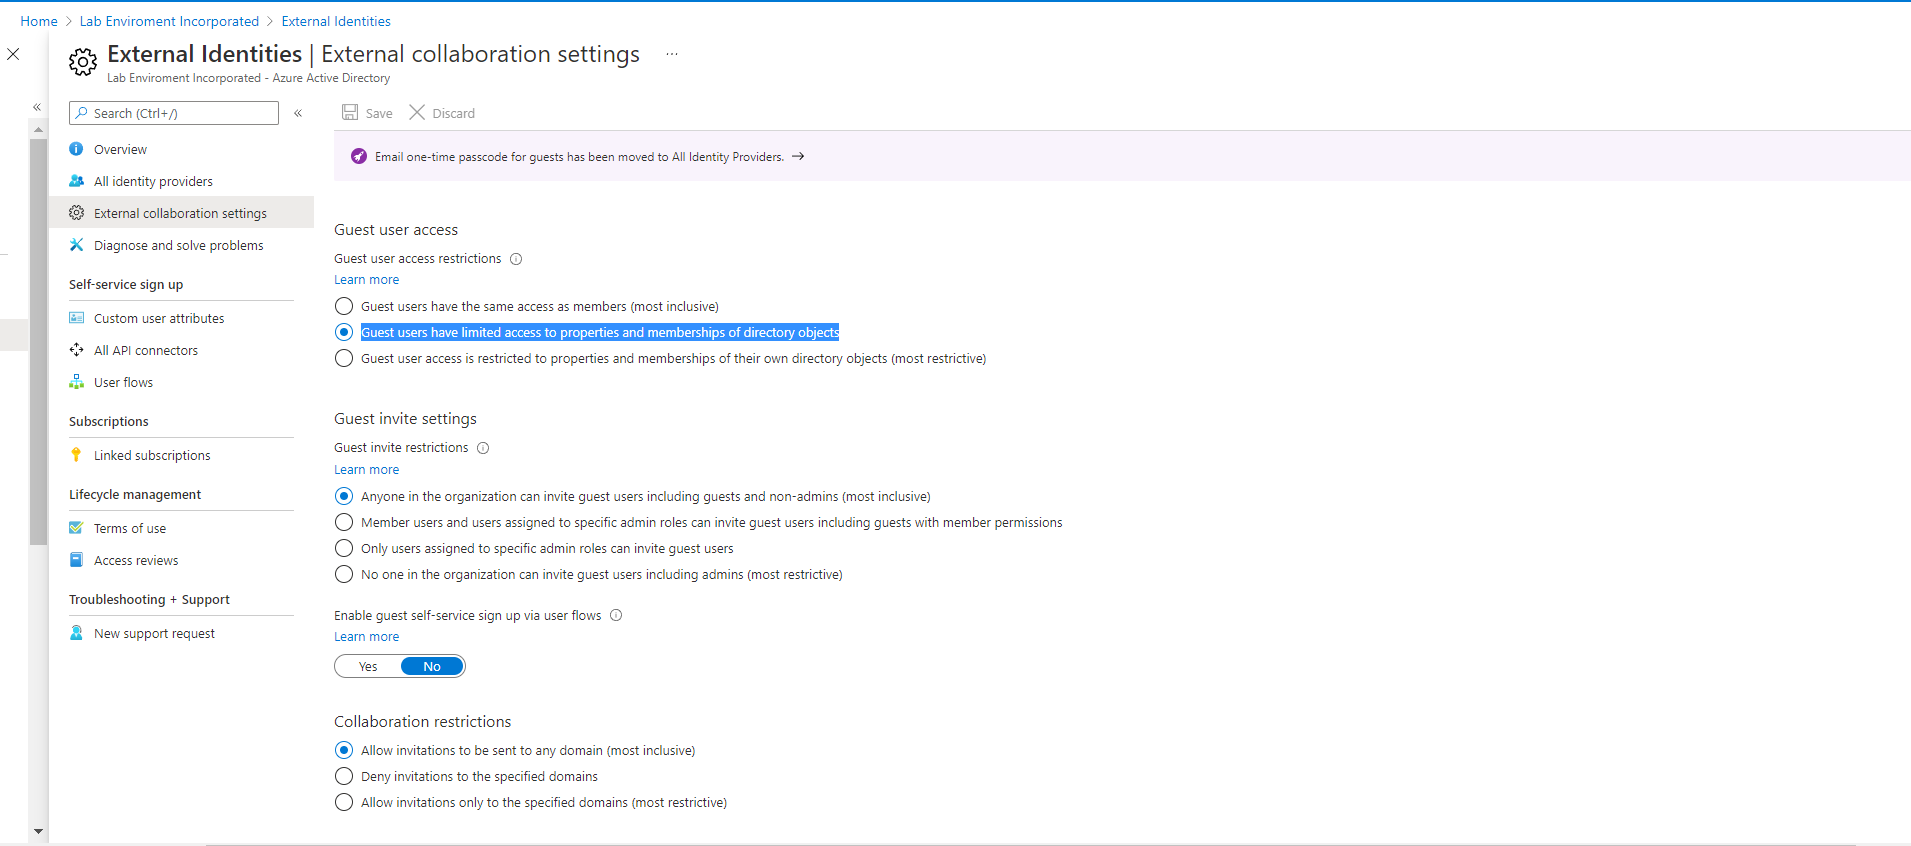 Home > Lab Enviroment Incorporated > External Identities
External Identities | External collaboration settings ...
Lab Enviroment Incorporated - Azure Active Directory
Search (Ctrl+/)
«
Overview
All identity providers
External collaboration settings
Diagnose and solve problems
Self-service sign up
Custom user attributes
All API connectors
User flows
Subscriptions
Linked subscriptions
Lifecycle management
Terms of use
Access reviews
Troubleshooting + Support
New support request
Save Discard
Email one-time passcode for guests has been moved to All Identity Providers. →
Guest user access
Guest user access restrictions
Learn more
Guest users have the same access as members (most inclusive)
Guest users have limited access to properties and memberships of directory objects
Guest user access is restricted to properties and memberships of their own directory objects (most restrictive)
Guest invite settings
Guest invite restrictions
Learn more
Anyone in the organization can invite guest users including guests and non-admins (most inclusive)
Member users and users assigned to specific admin roles can invite guest users including guests with member permissions
Only users assigned to specific admin roles can invite guest users
No one in the organization can invite guest users including admins (most restrictive)
Enable guest self-service sign up via user flows
Learn more
Yes No
Collaboration restrictions
Allow invitations to be sent to any domain (most inclusive)
Deny invitations to the specified domains
Allow invitations only to the specified domains (most restrictive)